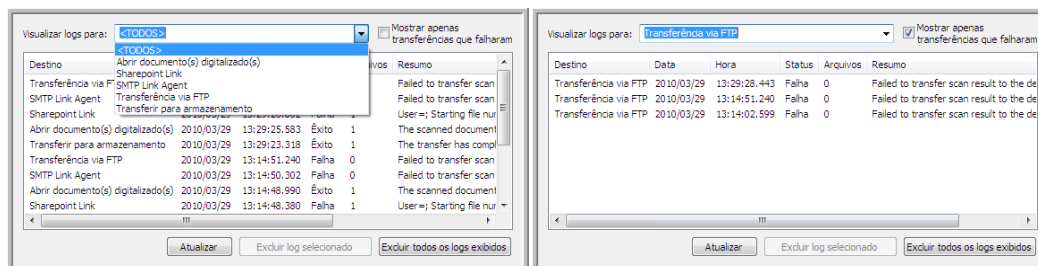 Visualizar logs para: <TODOS>
Mostrar apenas
transferências que falharam
<TODOS>
Abrir documento(s) digitalizado(s)
Sharepoint Link
SMTP Link Agent
Transferência via FTP
Transferir para armazenamento
Destino Resumo
Failed to transfer scan
SMTP Link Agent Failed to transfer scan
Sharepoint Link User=; Starting file nur
Abrir documento(s) digitalizado(s) 2010/03/29 13:29:25.583 Êxito 1 The scanned document
Transferir para armazenamento 2010/03/29 13:29:23.318 Êxito 1 The transfer has compl
Transferência via FTP 2010/03/29 13:14:51.240 Falha 0 Failed to transfer scan
SMTP Link Agent 2010/03/29 13:14:50.302 Falha 0 Failed to transfer scan
Abrir documento(s) digitalizado(s) 2010/03/29 13:14:48.990 Êxito 1 The scanned document
Sharepoint Link 2010/03/29 13:14:48.380 Falha 1 User=; Starting file nur
Atualizar Excluir log selecionado Excluir todos os logs exibidos
Visualizar logs para: Transferência via FTP
Mostrar apenas
transferências que falharam
Destino Data Hora Status Arquivos Resumo
Transferência via FTP 2010/03/29 13:29:28.443 Falha 0 Failed to transfer scan result to the de
Transferência via FTP 2010/03/29 13:14:51.240 Falha 0 Failed to transfer scan result to the de
Transferência via FTP 2010/03/29 13:14:02.599 Falha 0 Failed to transfer scan result to the de
Atualizar Excluir log selecionado Excluir todos os logs exibidos